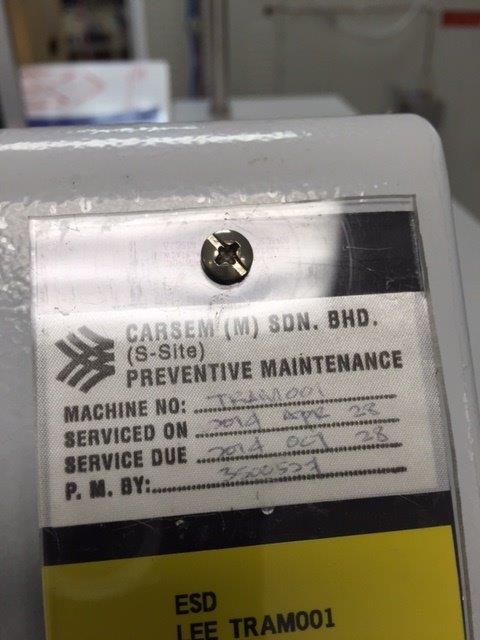 CARSEM (M) SDN. BHD.
(S-Site)
PREVENTIVE MAINTENANCE
MACHINE NO: TRAM001
SERVICED ON 2014 APR 28
SERVICE DUE 2014 OCT 28
P. M. BY:
ESD
LEE TRAM001